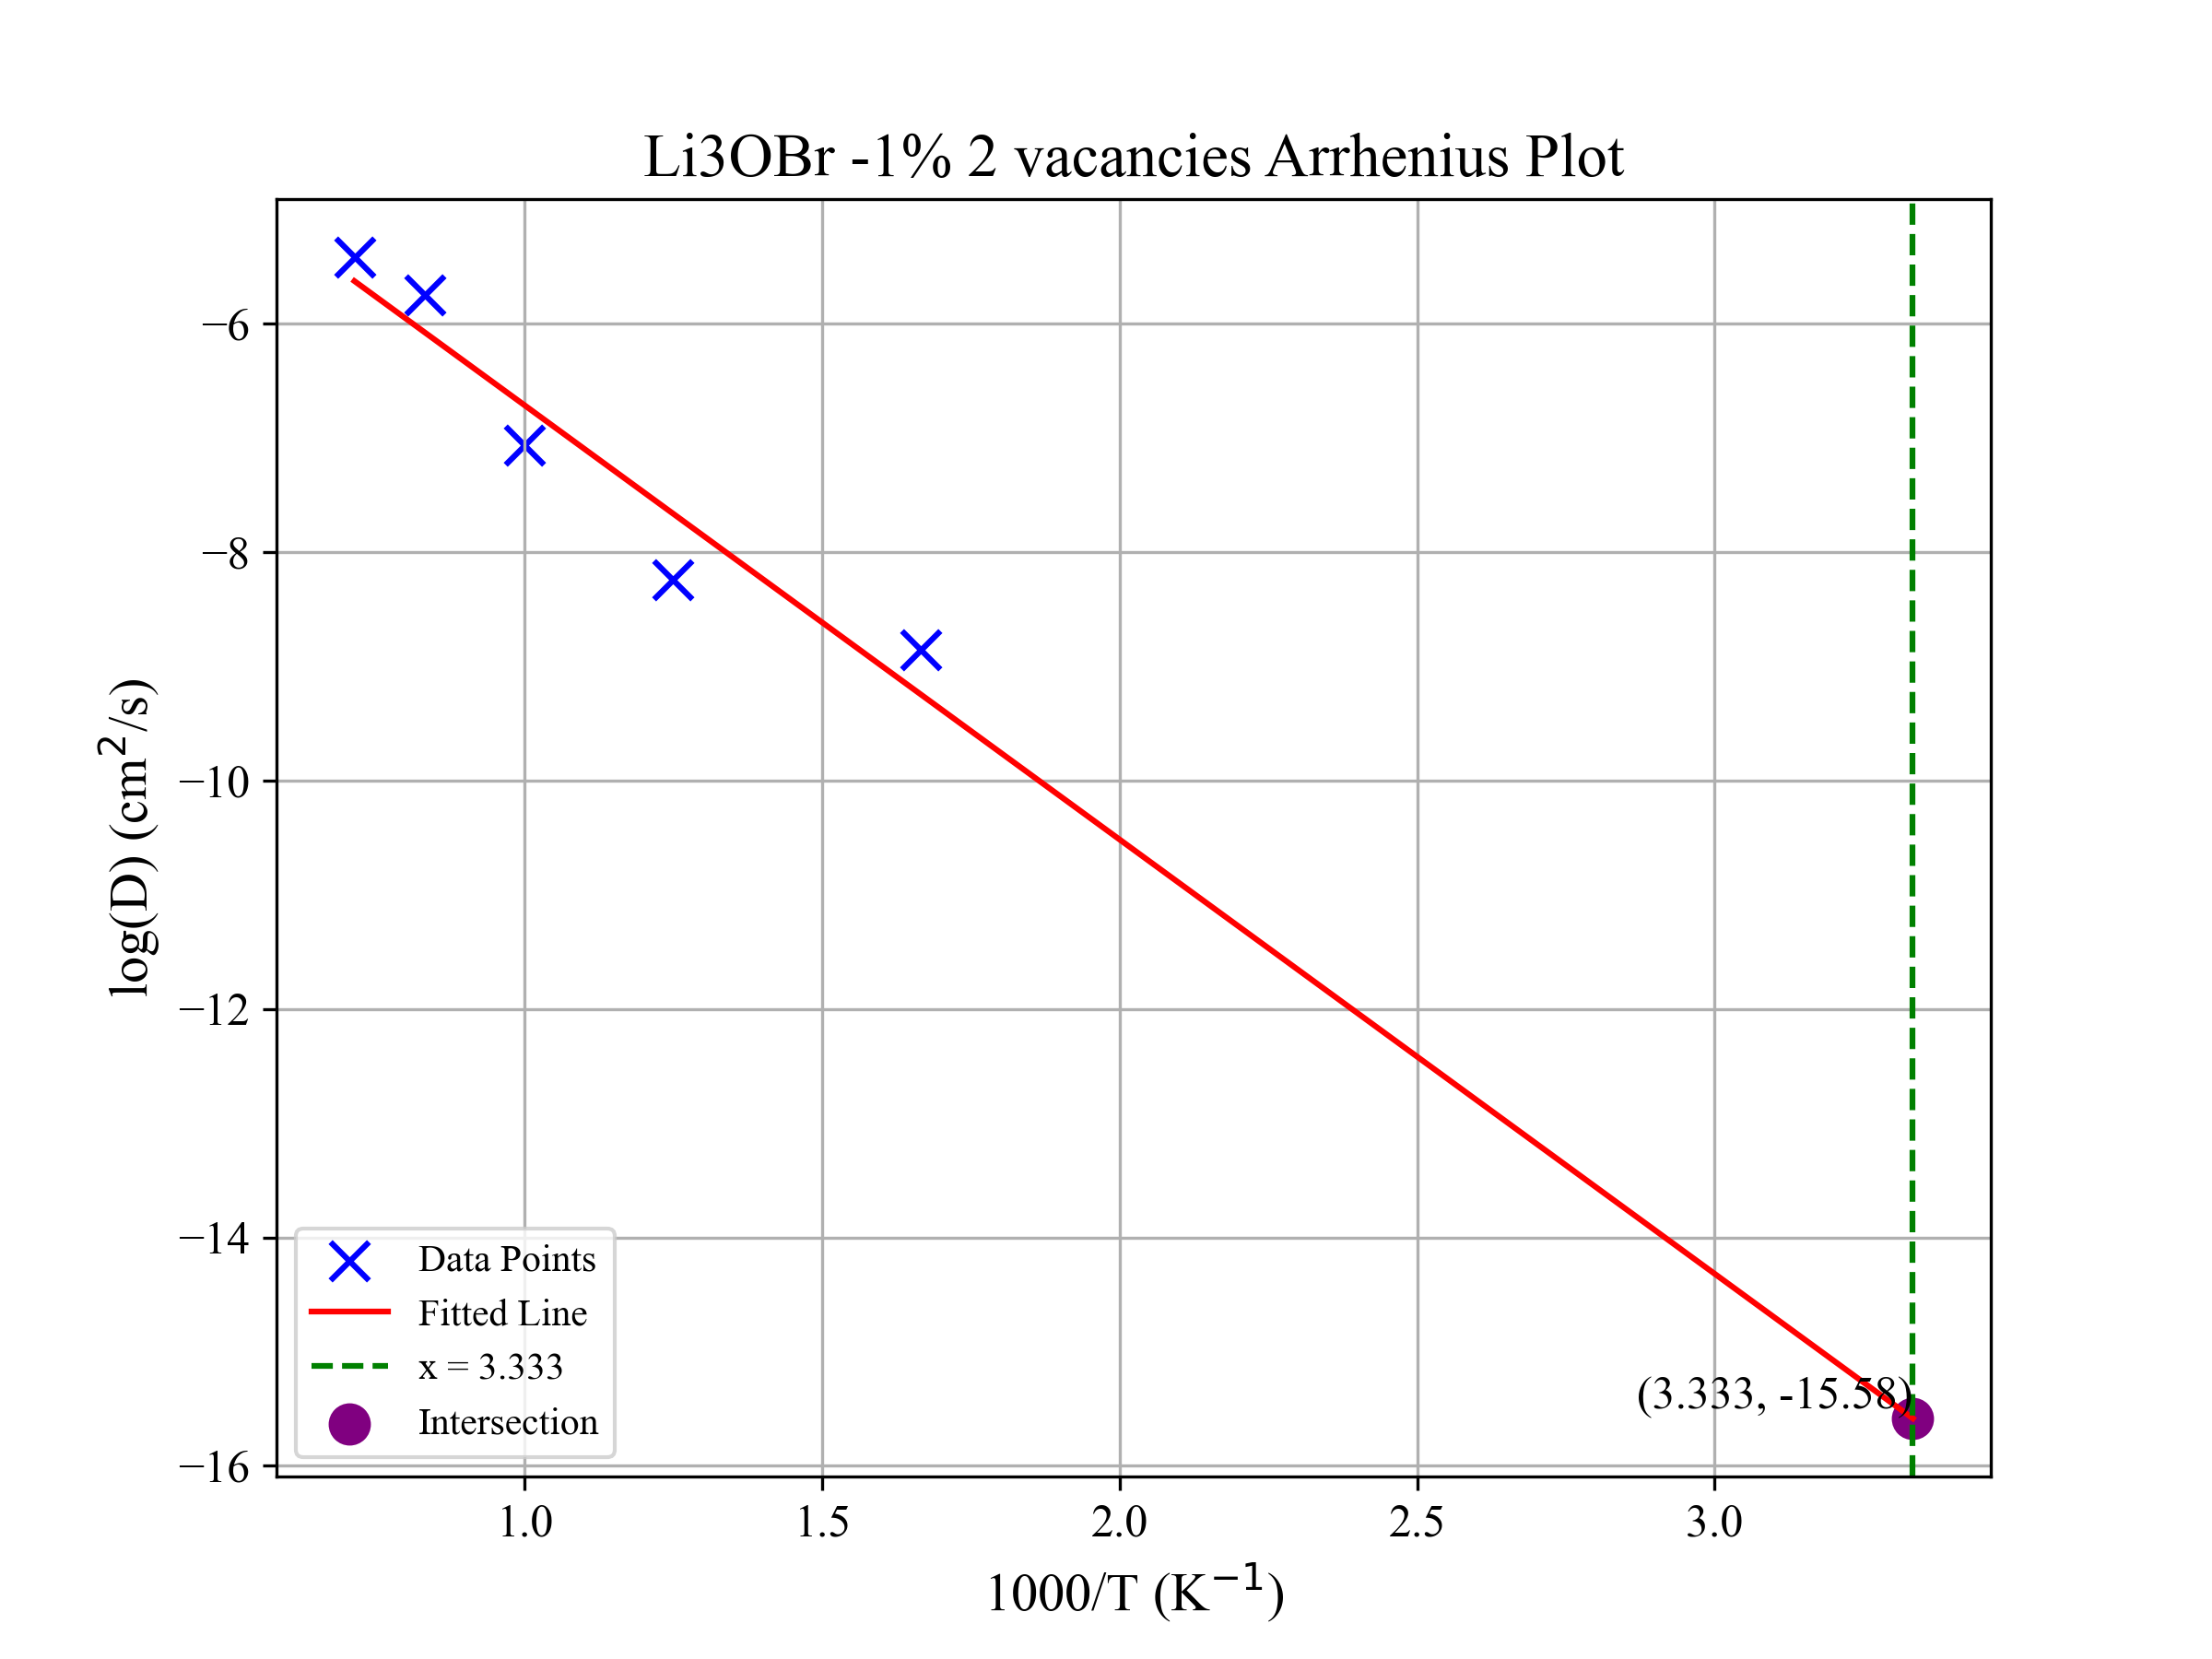 Li3OBr -1% 2 vacancies Arrhenius Plot
log(D) (cm²/s)
−6
−8
−10
−12
−14
−16
(3.333, -15.58)
Data Points
Fitted Line
x = 3.333
Intersection
1.0 1.5 2.0 2.5 3.0
1000/T (K⁻¹)